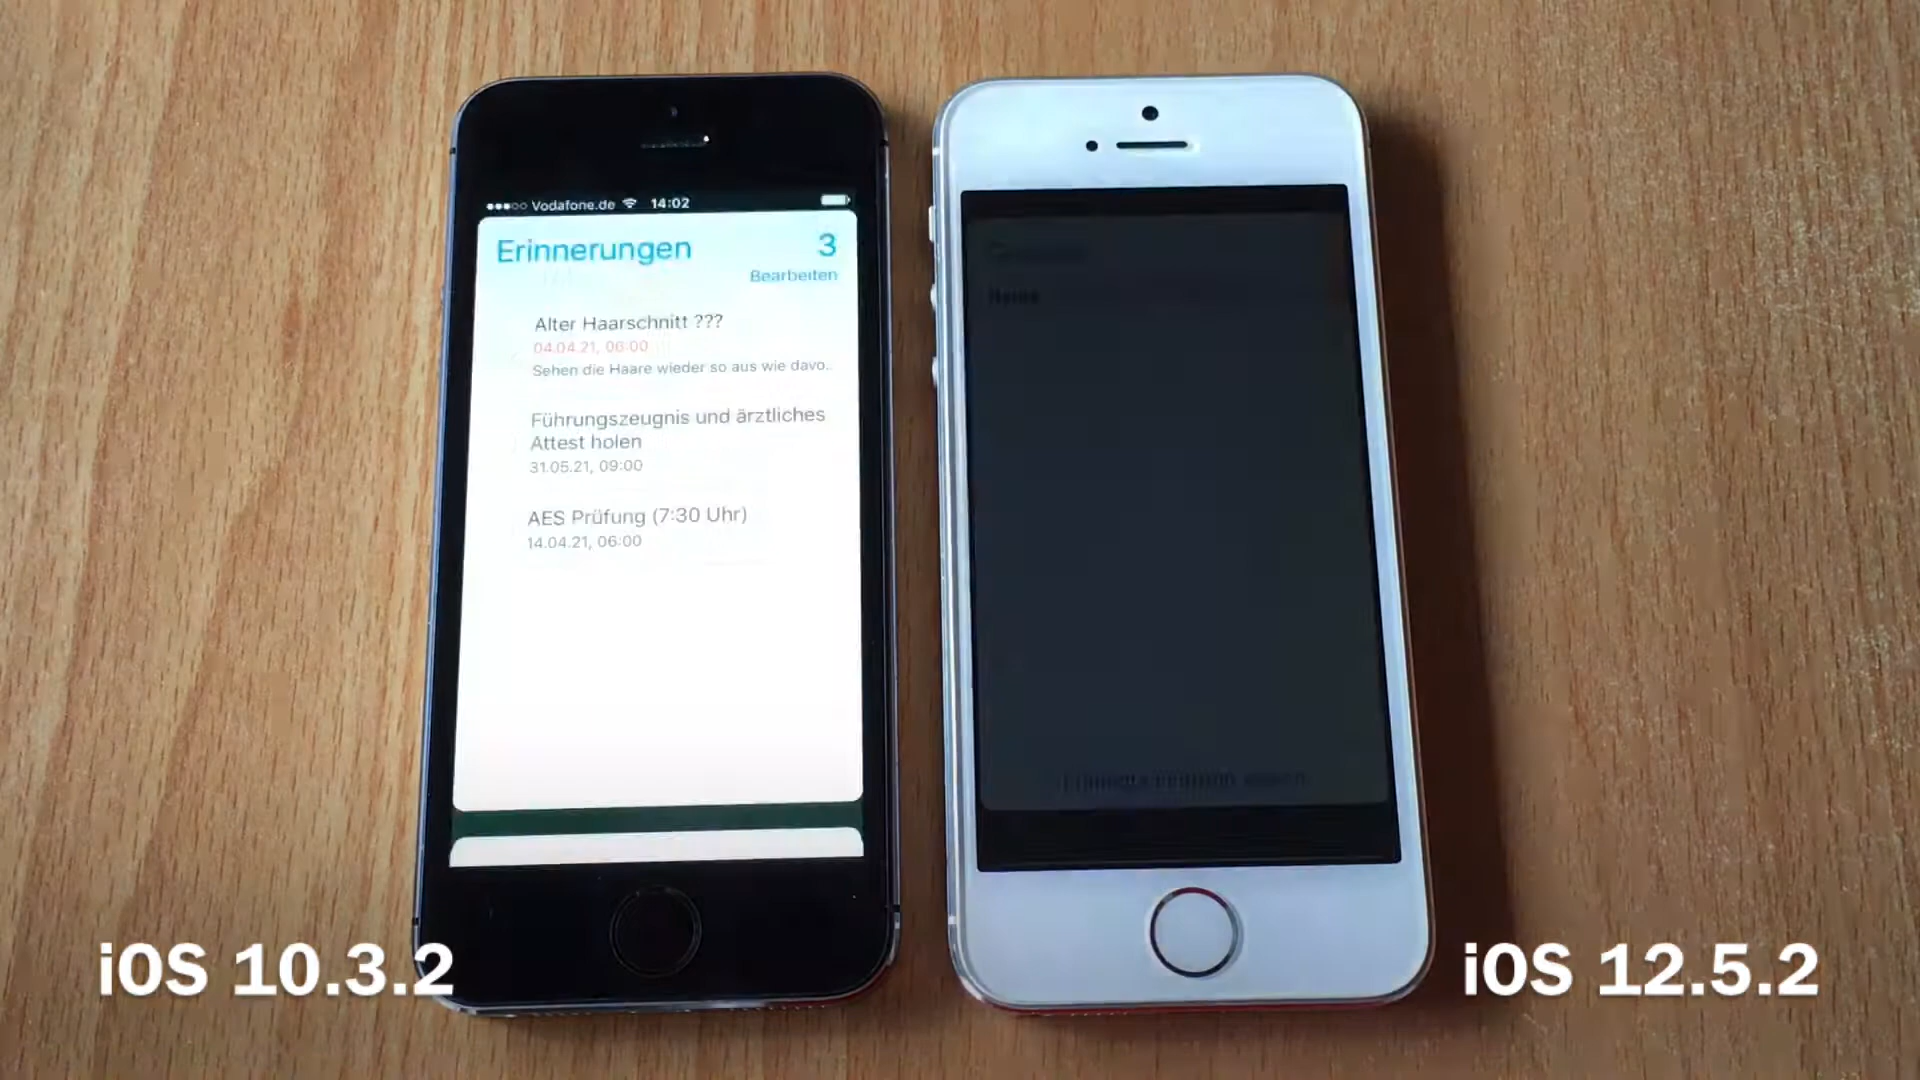 Vodafone.de 14:02
Erinnerungen 3
Bearbeiten
Alter Haarschnitt ???
04.04.21, 06:00
Sehen die Haare wieder so aus wie davo..
Führungszeugnis und ärztliches
Attest holen
31.05.21, 09:00
AES Prüfung (7:30 Uhr)
14.04.21, 06:00
iOS 10.3.2
iOS 12.5.2